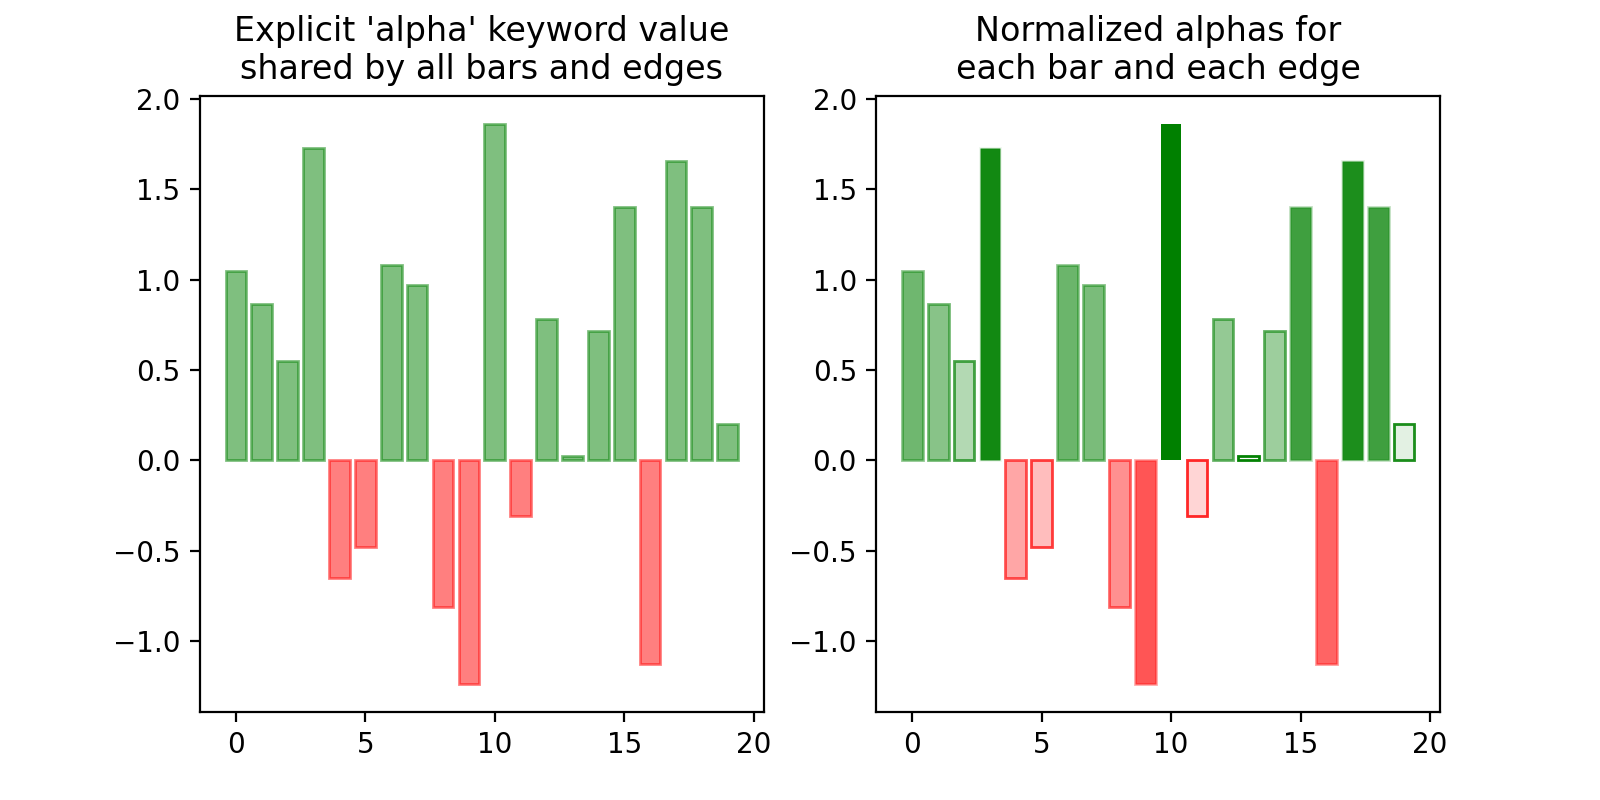 Explicit 'alpha' keyword value
shared by all bars and edges
2.0
1.5
1.0
0.5
0.0
−0.5
−1.0
0 5 10 15 20
Normalized alphas for
each bar and each edge
2.0
1.5
1.0
0.5
0.0
−0.5
−1.0
0 5 10 15 20